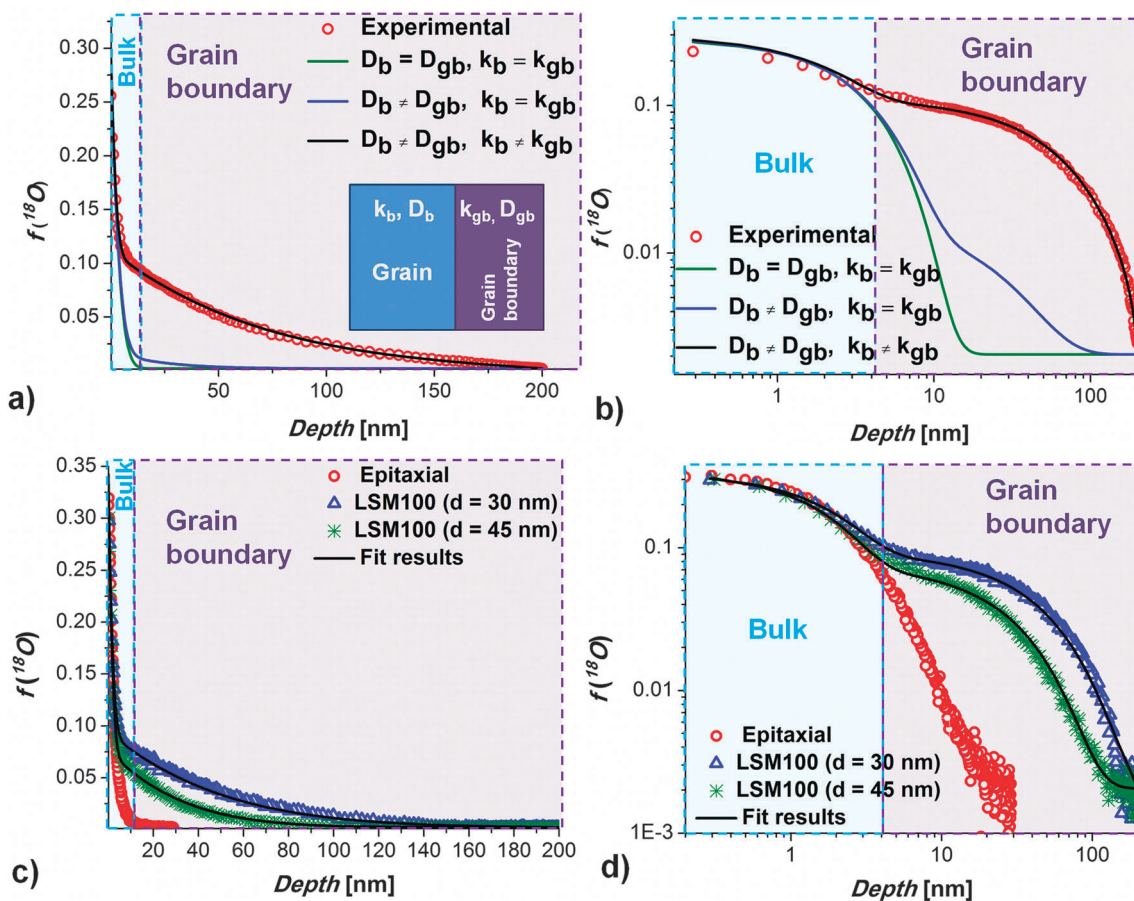 0.30
0.25
0.20
0.15
0.10
0.05
f (¹⁸O)
Bulk
Grain
boundary
Experimental
D_b = D_gb, k_b = k_gb
D_b ≠ D_gb, k_b = k_gb
D_b ≠ D_gb, k_b ≠ k_gb
k_b, D_b
Grain
k_gb, D_gb
Grain
boundary
50
100
150
200
Depth [nm]
a)
0.1
0.01
f (¹⁸O)
Bulk
Grain
boundary
Experimental
D_b = D_gb, k_b = k_gb
D_b ≠ D_gb, k_b = k_gb
D_b ≠ D_gb, k_b ≠ k_gb
1
10
100
Depth [nm]
b)
0.35
0.30
0.25
0.20
0.15
0.10
0.05
f (¹⁸O)
Bulk
Grain
boundary
Epitaxial
LSM100 (d = 30 nm)
LSM100 (d = 45 nm)
Fit results
20
40
60
80
100
120
140
160
180
200
Depth [nm]
c)
0.1
0.01
1E-3
f (¹⁸O)
Bulk
Grain
boundary
Epitaxial
LSM100 (d = 30 nm)
LSM100 (d = 45 nm)
Fit results
1
10
100
Depth [nm]
d)